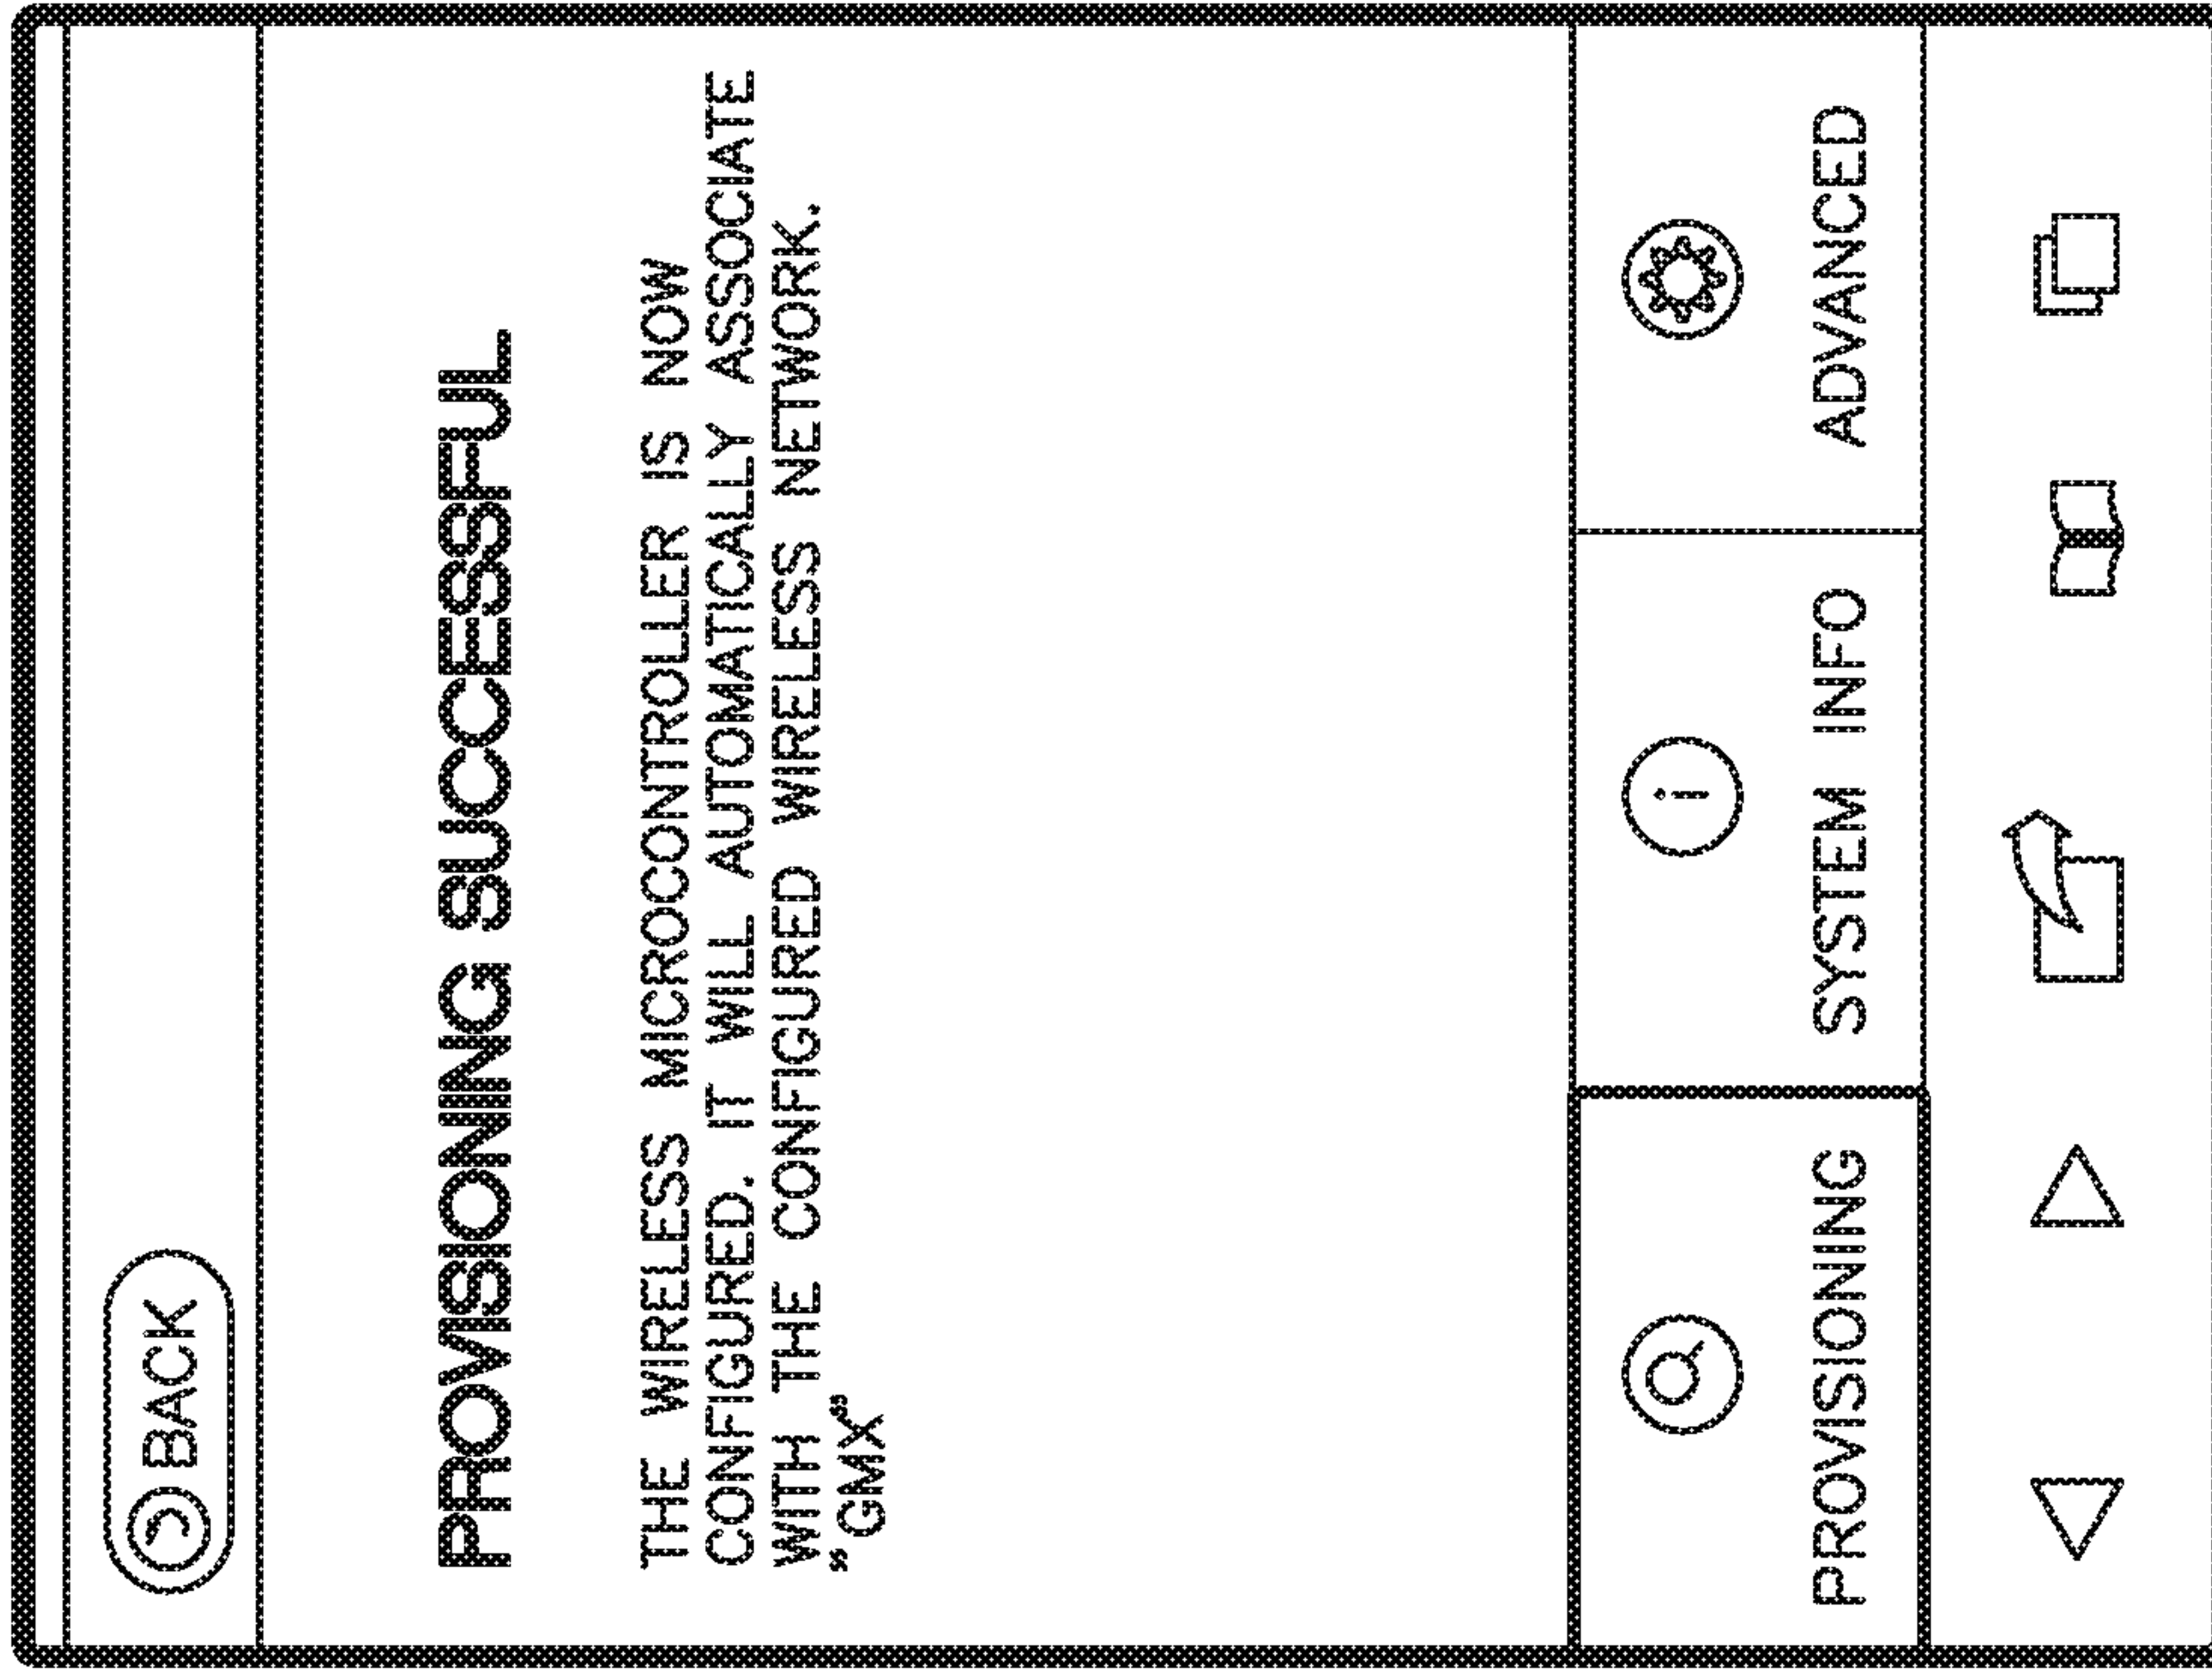 BACK
PROVISIONING SUCCESSFUL
THE WIRELESS MICROCONTROLLER IS NOW
CONFIGURED. IT WILL AUTOMATICALLY ASSOCIATE
WITH THE CONFIGURED WIRELESS NETWORK.
"GMX"
PROVISIONING
i
SYSTEM INFO
ADVANCED